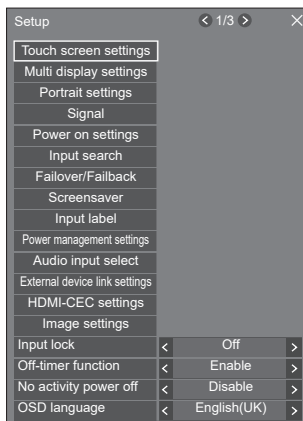 Setup < 1/3 > ×
Touch screen settings
Multi display settings
Portrait settings
Signal
Power on settings
Input search
Failover/Failback
Screensaver
Input label
Power management settings
Audio input select
External device link settings
HDMI-CEC settings
Image settings
Input lock < Off >
Off-timer function < Enable >
No activity power off < Disable >
OSD language < English(UK) >